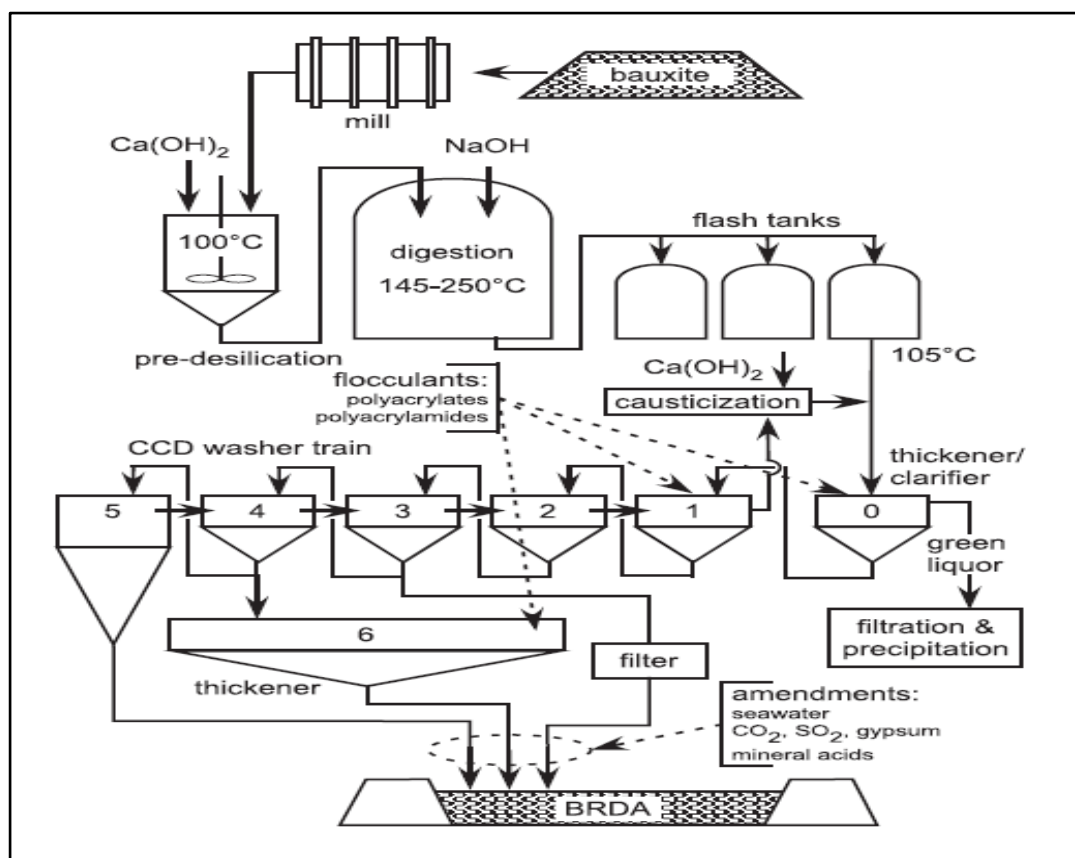 bauxite
mill
Ca(OH)2
NaOH
100°C
digestion
145-250°C
flash tanks
pre-desilication
105°C
flocculants:
polyacrylates
polyacrylamides
Ca(OH)2
causticization
CCD washer train
thickener/
clarifier
5
4
3
2
1
0
green
liquor
6
filter
filtration &
precipitation
thickener
amendments:
seawater
CO2, SO2, gypsum
mineral acids
BRDA